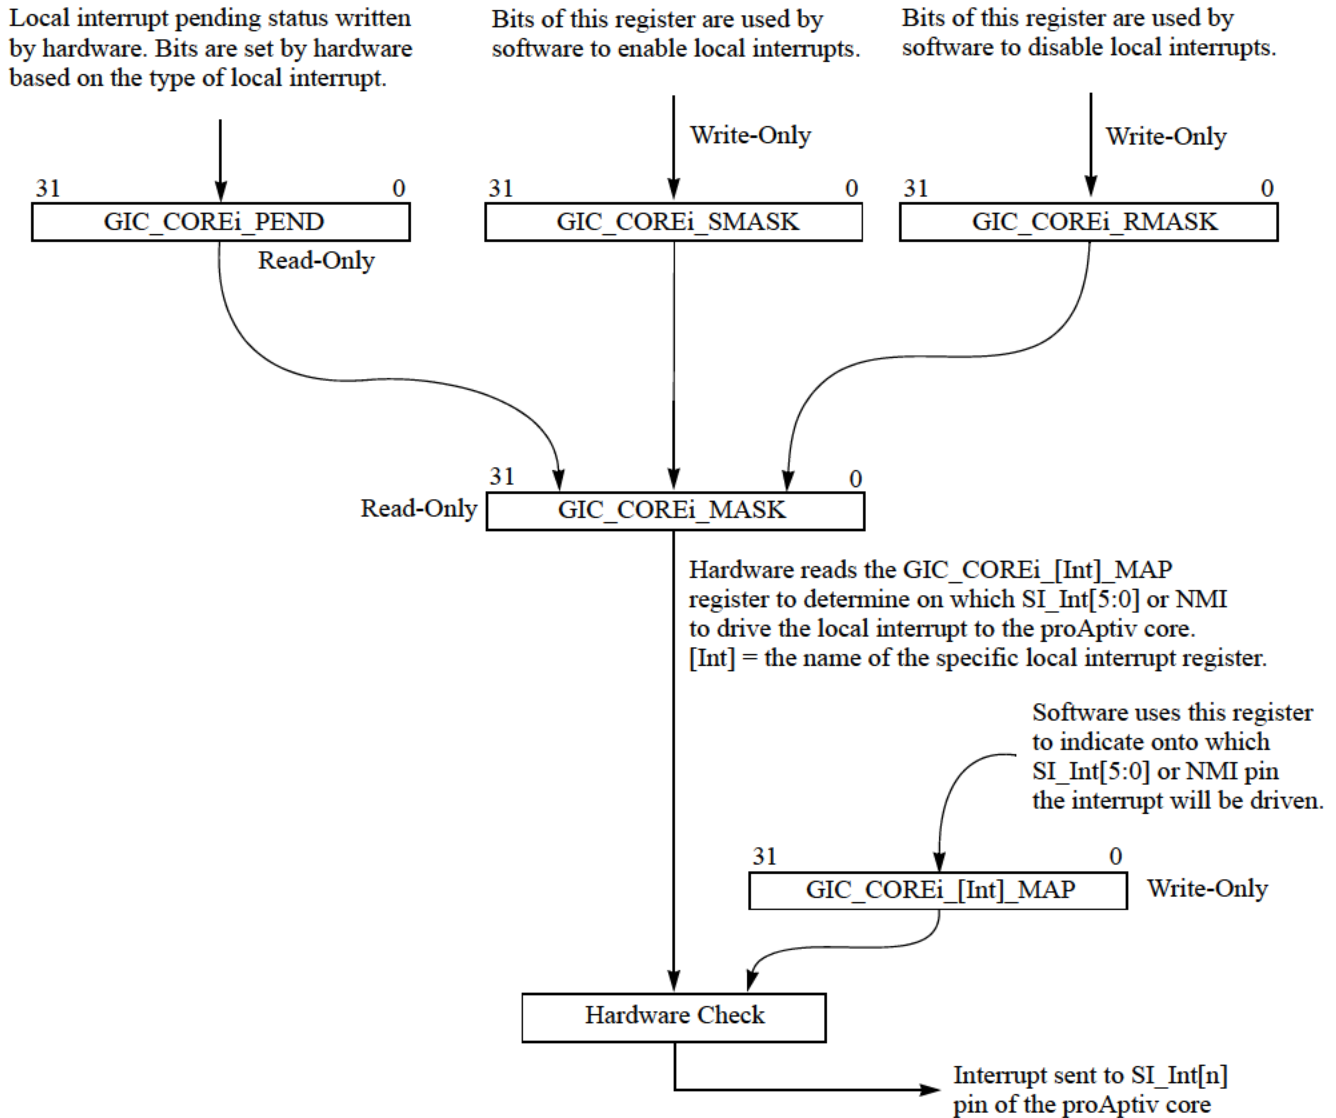 Local interrupt pending status written
by hardware. Bits are set by hardware
based on the type of local interrupt.
Bits of this register are used by
software to enable local interrupts.
Bits of this register are used by
software to disable local interrupts.
Write-Only
Write-Only
31 0
GIC_COREi_PEND
Read-Only
31 0
GIC_COREi_SMASK
31 0
GIC_COREi_RMASK
31 0
Read-Only
GIC_COREi_MASK
Hardware reads the GIC_COREi_[Int]_MAP
register to determine on which SI_Int[5:0] or NMI
to drive the local interrupt to the proAptiv core.
[Int] = the name of the specific local interrupt register.
Software uses this register
to indicate onto which
SI_Int[5:0] or NMI pin
the interrupt will be driven.
31 0
GIC_COREi_[Int]_MAP
Write-Only
Hardware Check
Interrupt sent to SI_Int[n]
pin of the proAptiv core